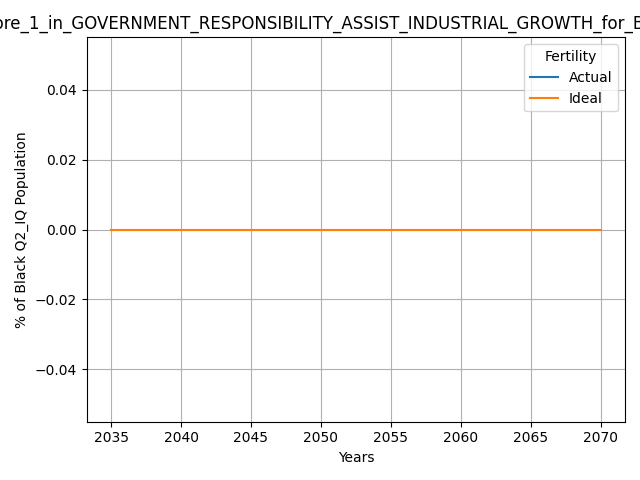 ore_1_in_GOVERNMENT_RESPONSIBILITY_ASSIST_INDUSTRIAL_GROWTH_for_B
Fertility
Actual
Ideal
0.04
0.02
0.00
−0.02
−0.04
% of Black Q2_IQ Population
2035 2040 2045 2050 2055 2060 2065 2070
Years